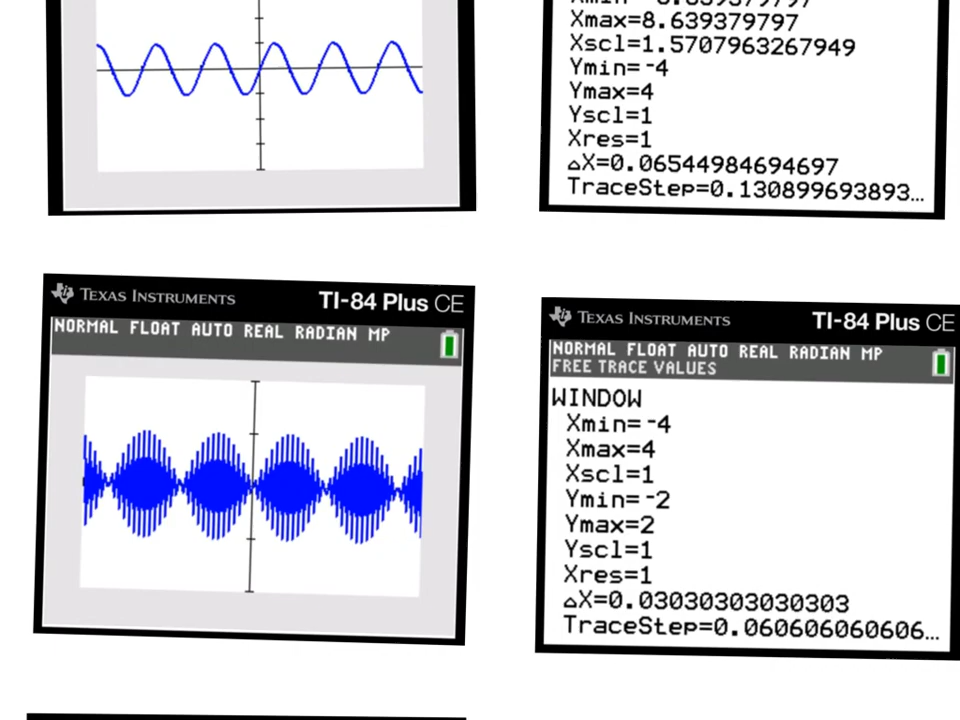 Xmax=8.639379797
Xscl=1.5707963267949
Ymin=-4
Ymax=4
Yscl=1
Xres=1
△X=0.06544984694697
TraceStep=0.130899693893…
TEXAS INSTRUMENTS TI-84 Plus CE
NORMAL FLOAT AUTO REAL RADIAN MP
TEXAS INSTRUMENTS TI-84 Plus CE
NORMAL FLOAT AUTO REAL RADIAN MP
FREE TRACE VALUES
WINDOW
Xmin=-4
Xmax=4
Xscl=1
Ymin=-2
Ymax=2
Yscl=1
Xres=1
△X=0.03030303030303
TraceStep=0.060606060606…